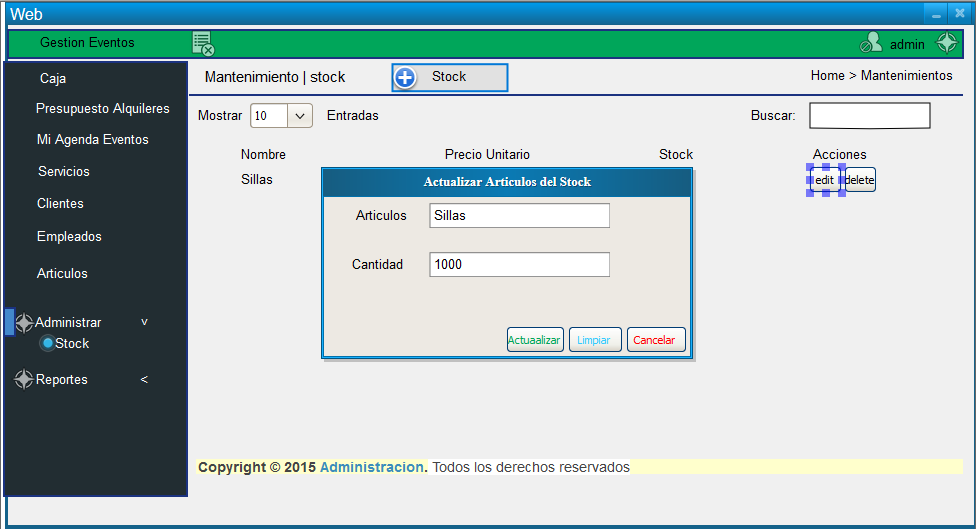 Web
Gestion Eventos
admin
Caja
Presupuesto Alquileres
Mi Agenda Eventos
Servicios
Clientes
Empleados
Articulos
Administrar v
Stock
Reportes <
Mantenimiento | stock
Stock
Home > Mantenimientos
Mostrar 10 Entradas
Buscar:
Nombre Precio Unitario Stock Acciones
Sillas edit delete
Actualizar Articulos del Stock
Articulos Sillas
Cantidad 1000
Actuaalizar Limpiar Cancelar
Copyright © 2015 Administracion. Todos los derechos reservados